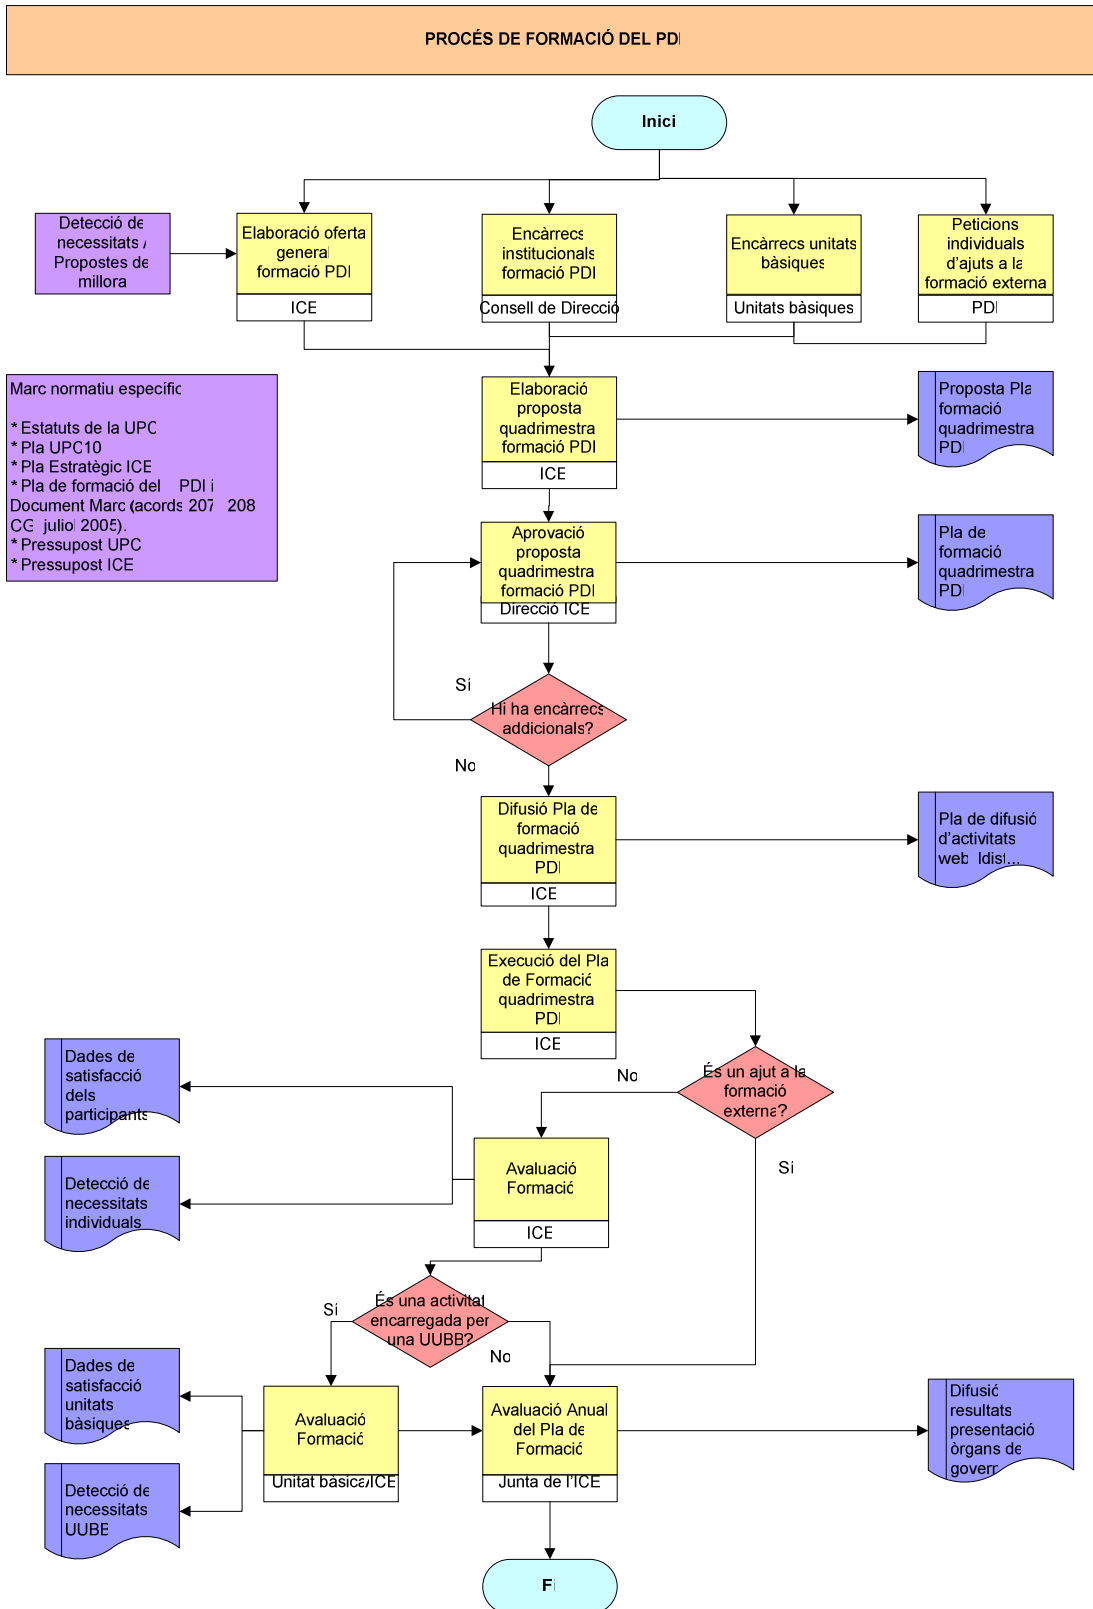 PROCÉS DE FORMACIÓ DEL PDI
Inici
Detecció de
necessitats /
Propostes de
millora
Elaboració oferta
general
formació PDI
ICE
Encàrrecs
institucionals
formació PDI
Consell de Direcció
Encàrrecs unitats
bàsiques
Unitats bàsiques
Peticions
individuals
d'ajuts a la
formació externa
PDI
Marc normatiu específic
* Estatuts de la UPC
* Pla UPC10
* Pla Estratègic ICE
* Pla de formació del PDI i
Document Marc (acords 207 208
CG juliol 2005).
* Pressupost UPC
* Pressupost ICE
Elaboració
proposta
quadrimestra
formació PDI
ICE
Proposta Pla
formació
quadrimestra
PDI
Aprovació
proposta
quadrimestra
formació PDI
Direcció ICE
Pla de
formació
quadrimestra
PDI
Hi ha encàrrecs
addicionals?
Sí
No
Difusió Pla de
formació
quadrimestra
PDI
ICE
Pla de difusió
d'activitats
web ldist...
Execució del Pla
de Formació
quadrimestra
PDI
ICE
És un ajut a la
formació
externa?
No
Sí
Dades de
satisfacció
dels
participants
Detecció de
necessitats
individuals
Avaluació
Formació
ICE
És una activitat
encarregada per
una UUBB?
Sí
No
Dades de
satisfacció
unitats
bàsiques
Detecció de
necessitats
UUBB
Avaluació
Formació
Unitat bàsica/ICE
Avaluació Anual
del Pla de
Formació
Junta de l'ICE
Difusió
resultats
presentació
òrgans de
govern
Fi